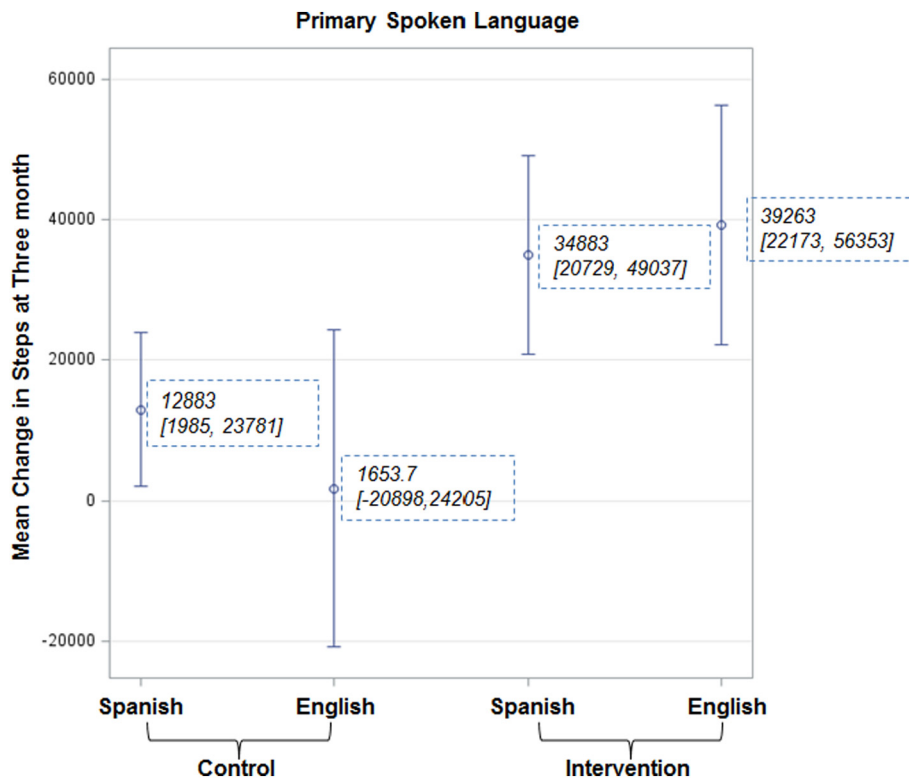 Primary Spoken Language
Mean Change in Steps at Three month
60000
40000
20000
0
-20000
12883
[1985, 23781]
1653.7
[-20898,24205]
34883
[20729, 49037]
39263
[22173, 56353]
Spanish
English
Spanish
English
Control
Intervention